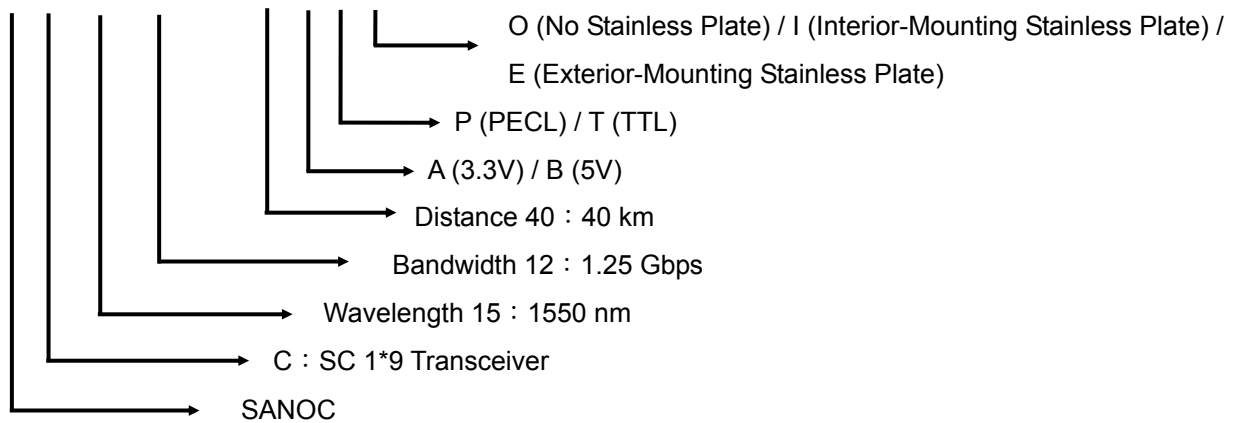 O (No Stainless Plate) / I (Interior-Mounting Stainless Plate) /
E (Exterior-Mounting Stainless Plate)
P (PECL) / T (TTL)
A (3.3V) / B (5V)
Distance 40：40 km
Bandwidth 12：1.25 Gbps
Wavelength 15：1550 nm
C：SC 1*9 Transceiver
SANOC